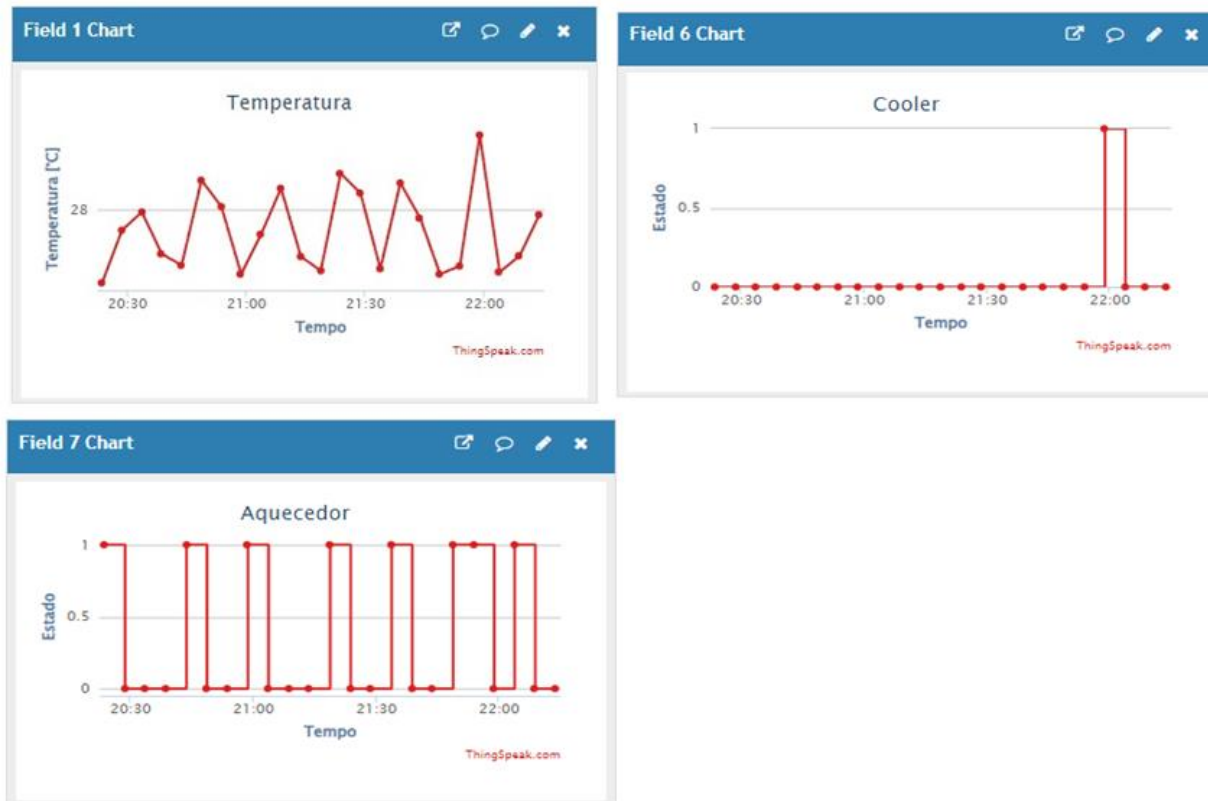 Field 1 Chart
Temperatura
Temperatura [°C]
28
20:30 21:00 21:30 22:00
Tempo
ThingSpeak.com
Field 6 Chart
Cooler
Estado
1
0.5
0
20:30 21:00 21:30 22:00
Tempo
ThingSpeak.com
Field 7 Chart
Aquecedor
Estado
1
0.5
0
20:30 21:00 21:30 22:00
Tempo
ThingSpeak.com